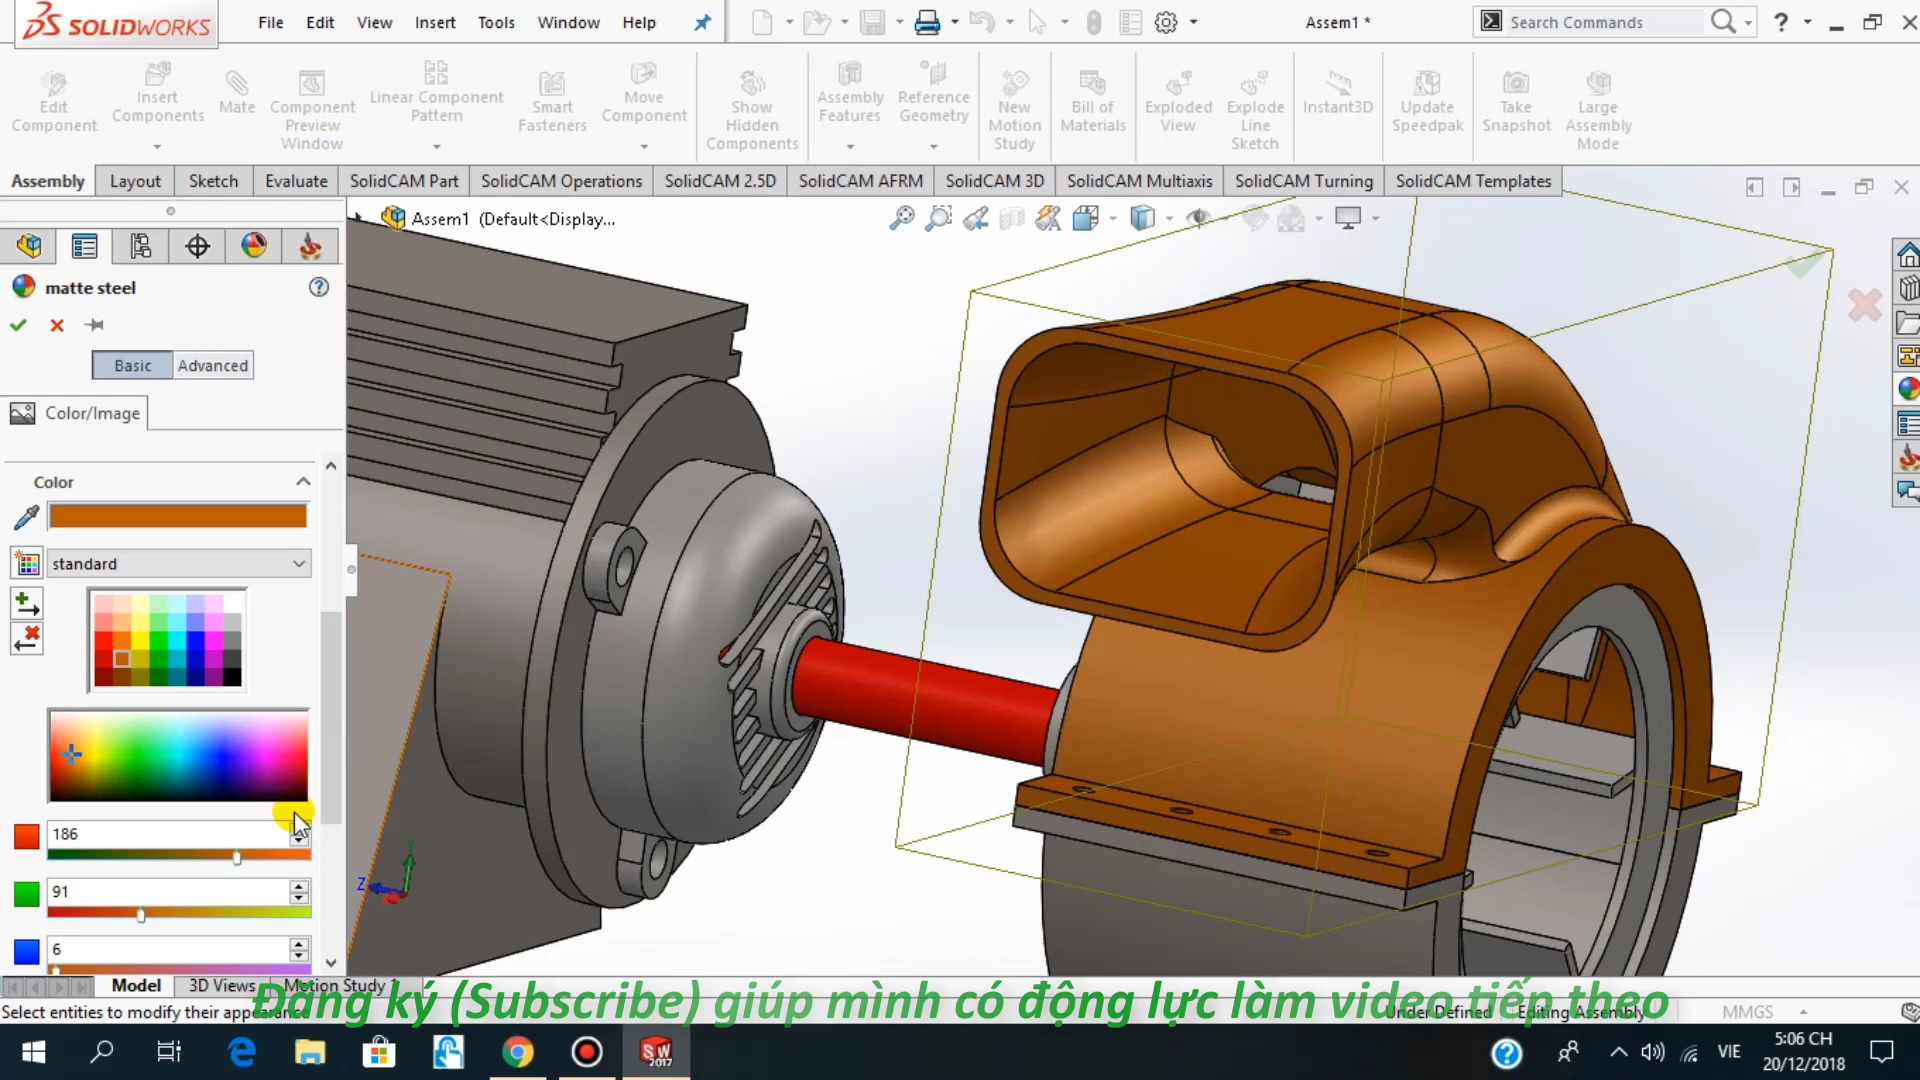 SOLIDWORKS
File Edit View Insert Tools Window Help
Assem1 *
Search Commands
Edit Component
Insert Components
Mate
Component Preview Window
Linear Component Pattern
Smart Fasteners
Move Component
Show Hidden Components
Assembly Features
Reference Geometry
New Motion Study
Bill of Materials
Exploded View
Explode Line Sketch
Instant3D
Update Speedpak
Take Snapshot
Large Assembly Mode
Assembly Layout Sketch Evaluate SolidCAM Part SolidCAM Operations SolidCAM 2.5D SolidCAM AFRM SolidCAM 3D SolidCAM Multiaxis SolidCAM Turning SolidCAM Templates
Assem1 (Default<Display...
matte steel
Basic Advanced
Color/Image
Color
standard
186
91
6
Z
Model 3D Views Motion Study
Đăng ký (Subscribe) giúp mình có động lực làm video tiếp theo
Select entities to modify their appearance
Under Defined Editing Assembly MMGS
SW 2017
VIE
5:06 CH
20/12/2018